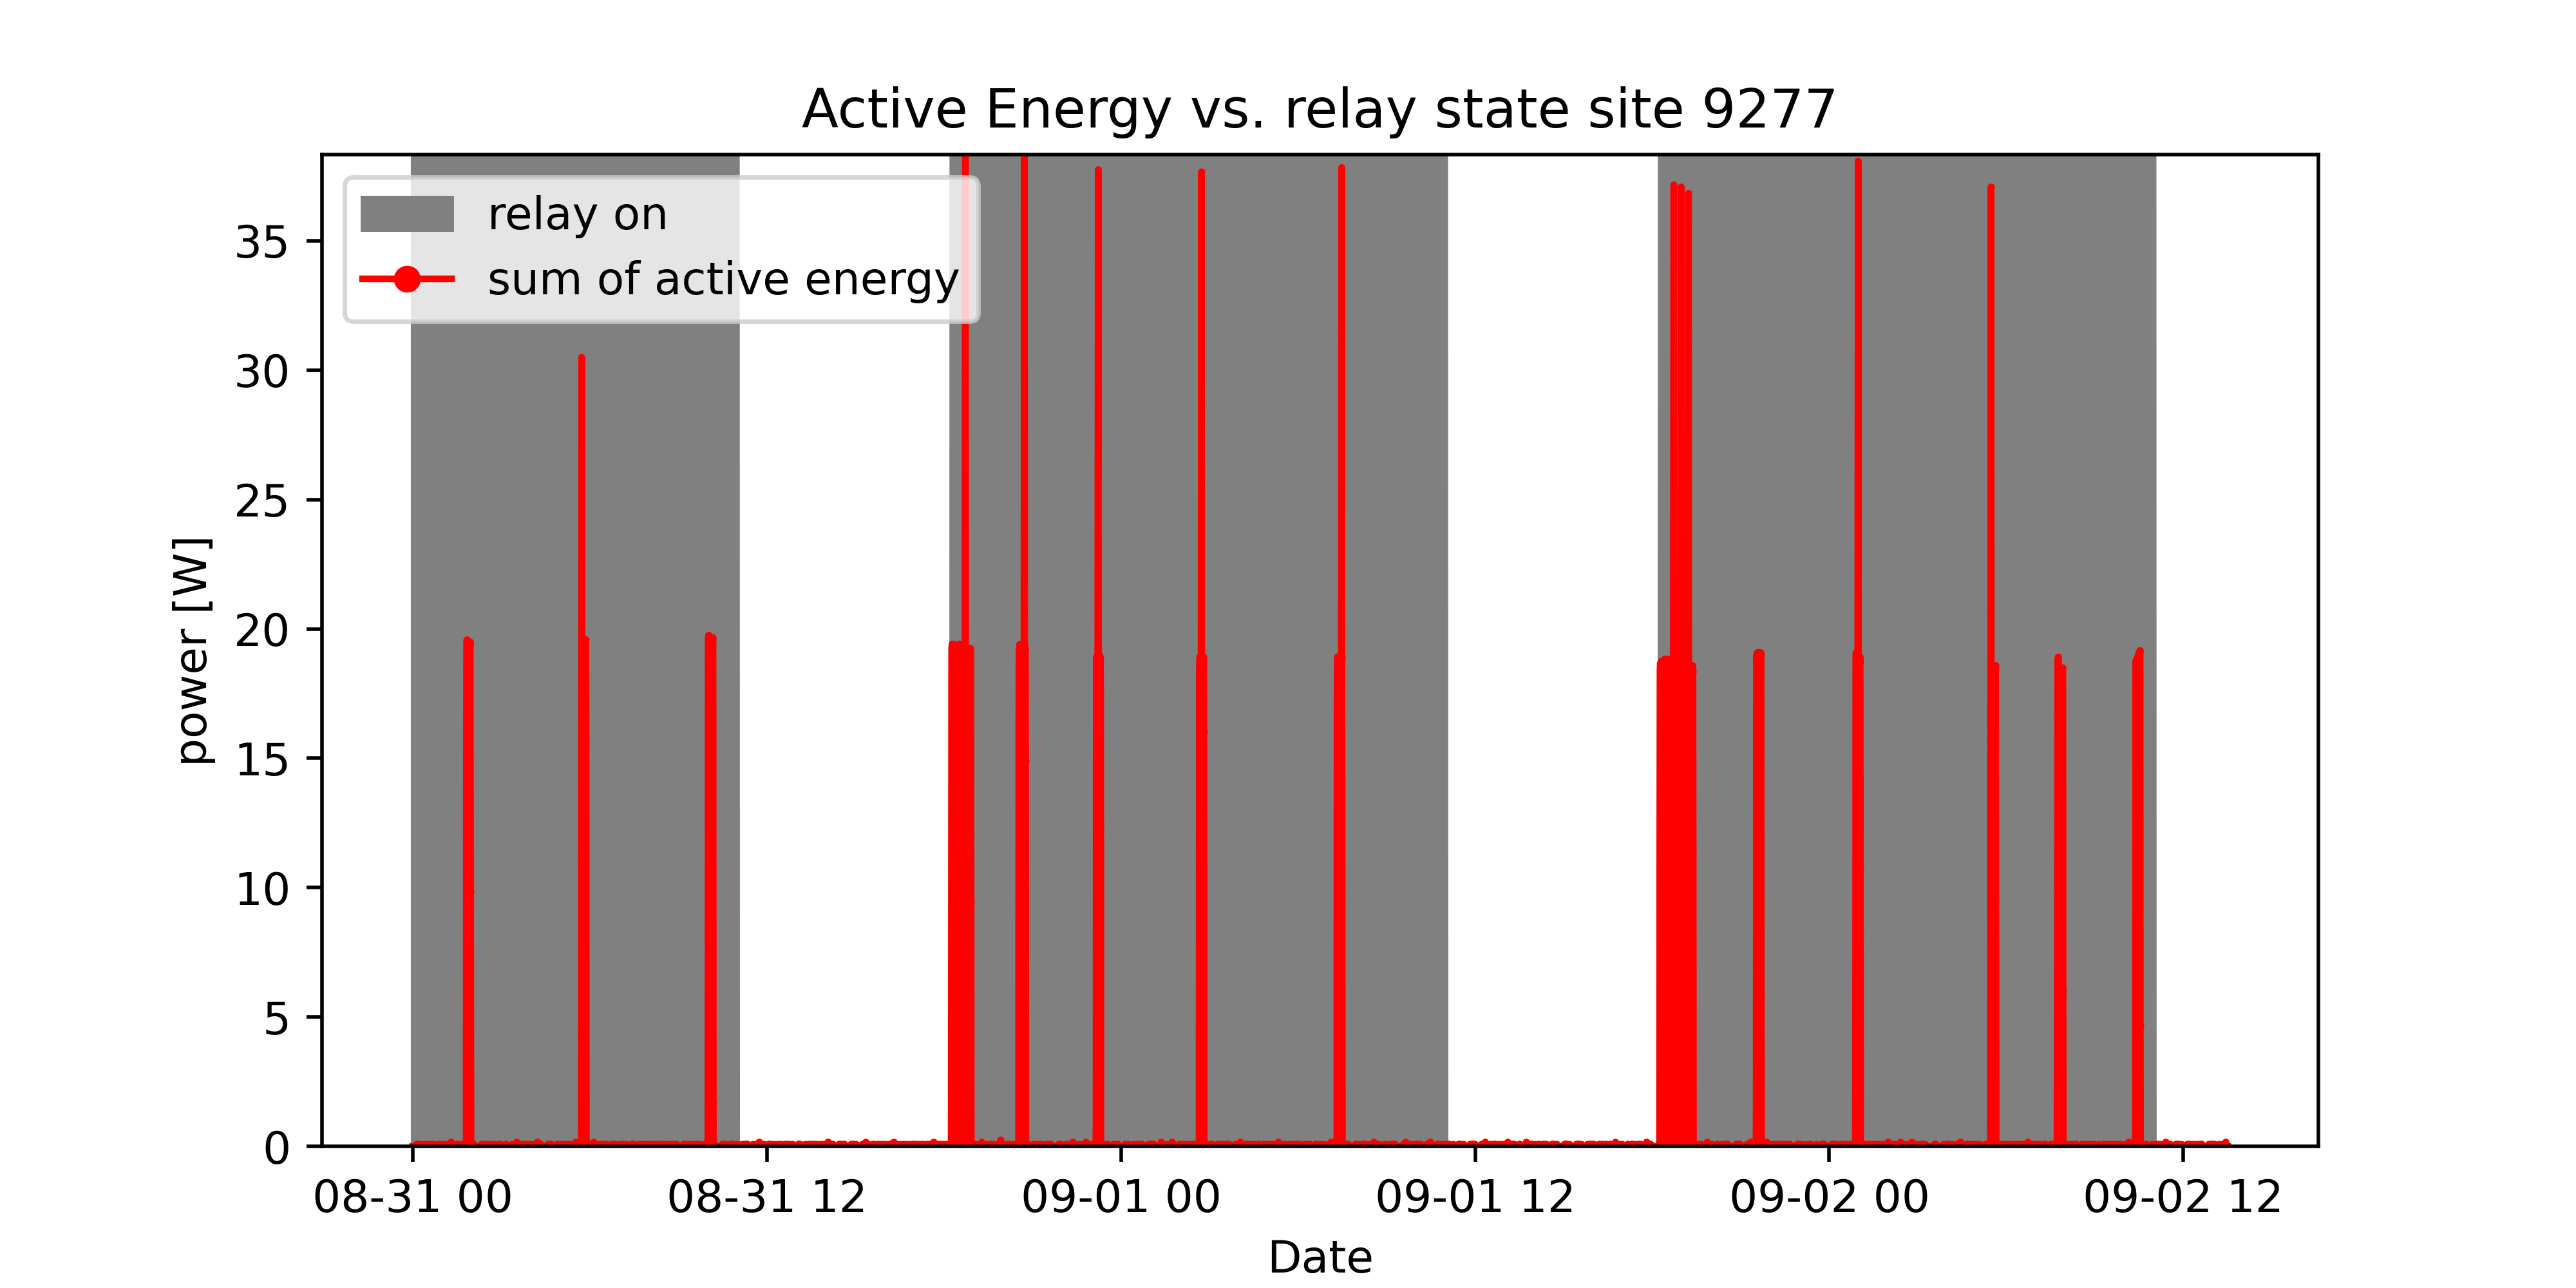 Active Energy vs. relay state site 9277
relay on
sum of active energy
power [W]
35
30
25
20
15
10
5
0
08-31 00
08-31 12
09-01 00
09-01 12
09-02 00
09-02 12
Date